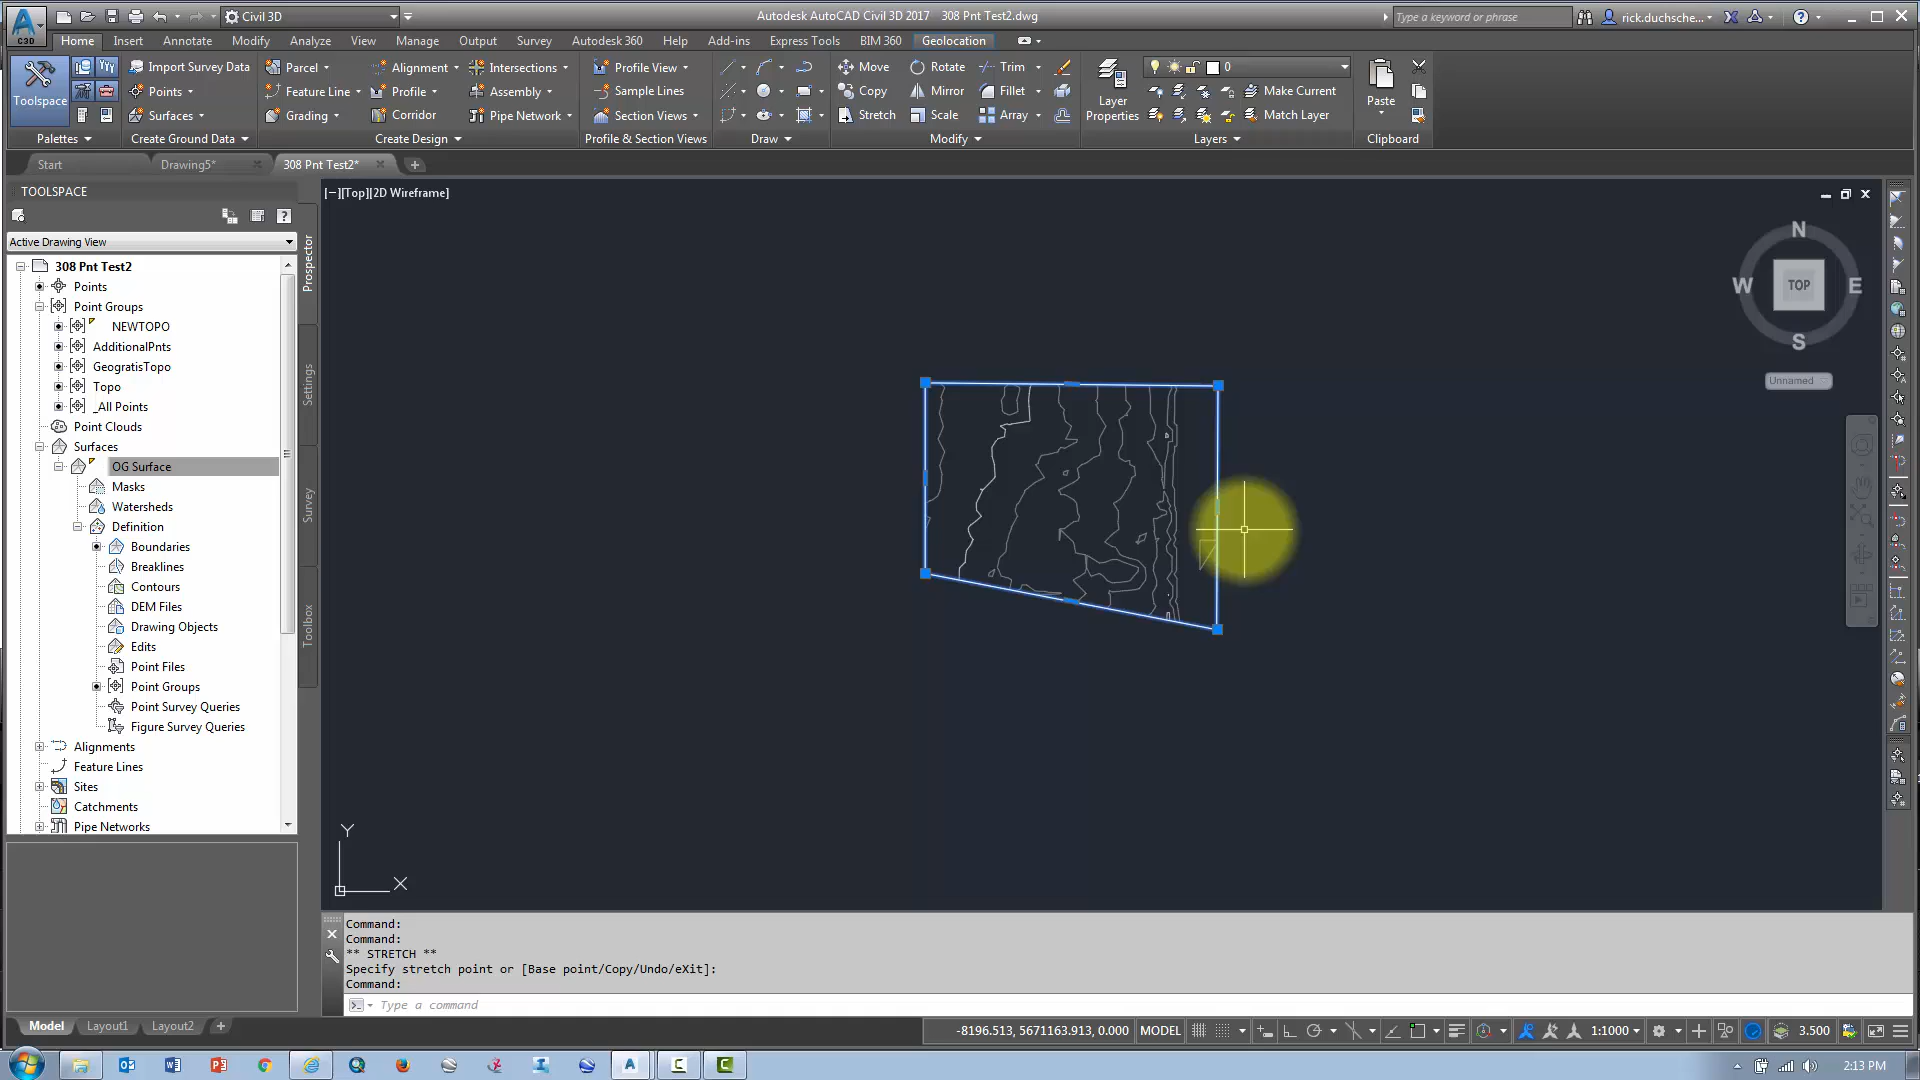 Civil 3D
Autodesk AutoCAD Civil 3D 2017 308 Pnt Test2.dwg
Type a keyword or phrase
rick.duchsche...
C3D
Home Insert Annotate Modify Analyze View Manage Output Survey Autodesk 360 Help Add-ins Express Tools BIM 360 Geolocation
Toolspace
Import Survey Data
Points
Surfaces
Parcel
Feature Line
Grading
Alignment
Profile
Corridor
Intersections
Assembly
Pipe Network
Profile View
Sample Lines
Section Views
Move
Copy
Stretch
Rotate
Mirror
Scale
Trim
Fillet
Array
Layer
Properties
0
Make Current
Match Layer
Paste
Palettes Create Ground Data Create Design Profile & Section Views Draw Modify Layers Clipboard
Start Drawing5* 308 Pnt Test2*
TOOLSPACE
Active Drawing View
308 Pnt Test2
Points
Point Groups
NEWTOPO
AdditionalPnts
GeogratisTopo
Topo
_All Points
Point Clouds
Surfaces
OG Surface
Masks
Watersheds
Definition
Boundaries
Breaklines
Contours
DEM Files
Drawing Objects
Edits
Point Files
Point Groups
Point Survey Queries
Figure Survey Queries
Alignments
Feature Lines
Sites
Catchments
Pipe Networks
Prospector
Settings
Survey
Toolbox
[−][Top][2D Wireframe]
N
W TOP E
S
Unnamed
Y
X
Command:
Command:
** STRETCH **
Specify stretch point or [Base point/Copy/Undo/eXit]:
Command:
Type a command
Model Layout1 Layout2
-8196.513, 5671163.913, 0.000 MODEL 1:1000 3.500
2:13 PM